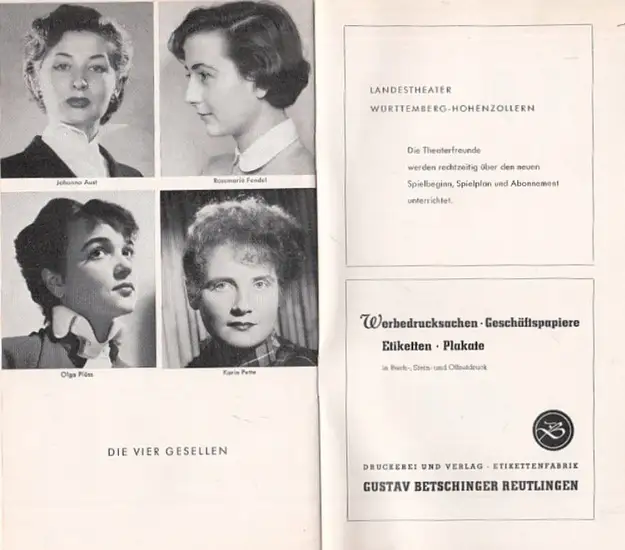 Johanna Aust
Rosemarie Fendel
Olga Plüss
Karin Pette
DIE VIER GESELLEN
LANDESTHEATER
WÜRTTEMBERG-HOHENZOLLERN
Die Theaterfreunde
werden rechtzeitig über den neuen
Spielbeginn, Spielplan und Abonnement
unterrichtet.
Werbedrucksachen · Geschäftspapiere
Etiketten · Plakate
in Buch-, Stein- und Offsetdruck
DRUCKEREI UND VERLAG · ETIKETTENFABRIK
GUSTAV BETSCHINGER REUTLINGEN